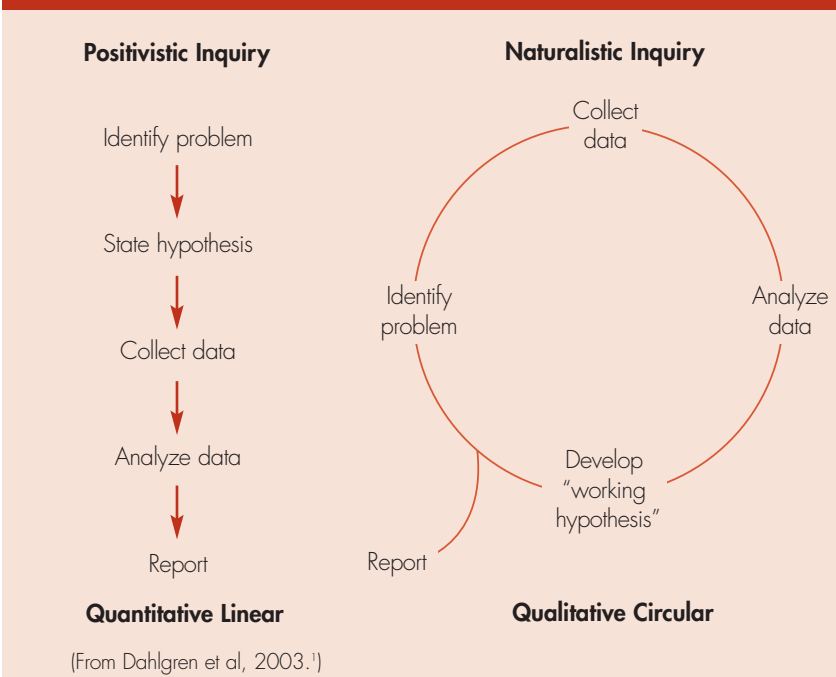 Positivistic Inquiry
Identify problem
State hypothesis
Collect data
Analyze data
Report
Quantitative Linear
(From Dahlgren et al, 2003.¹)
Naturalistic Inquiry
Collect
data
Analyze
data
Develop
“working
hypothesis”
Identify
problem
Report
Qualitative Circular